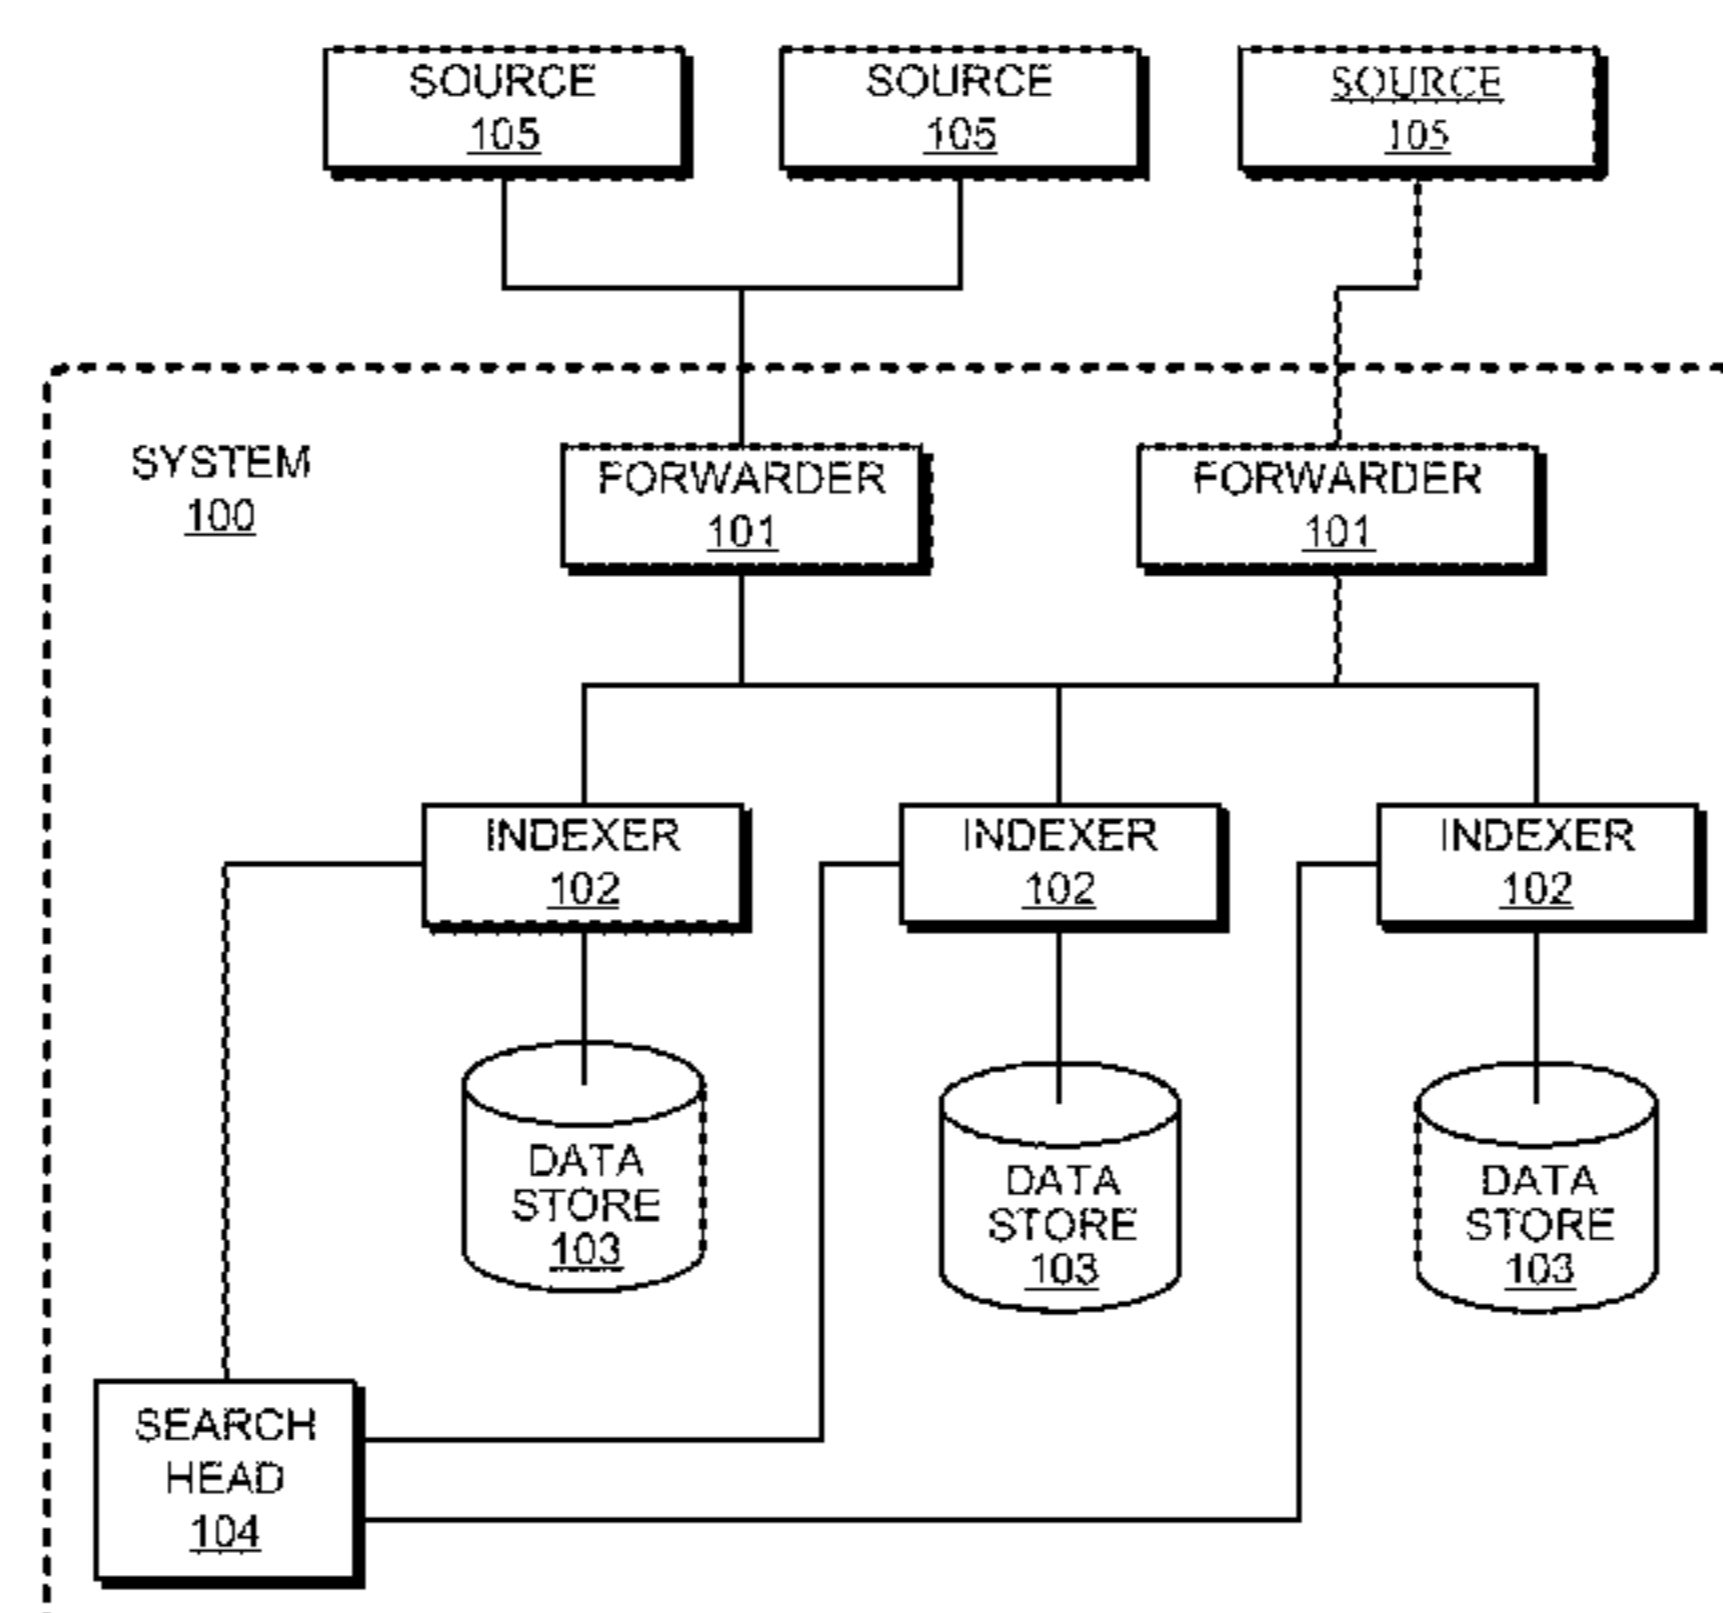 SOURCE
105
SOURCE
105
SOURCE
105
SYSTEM
100
FORWARDER
101
FORWARDER
101
INDEXER
102
INDEXER
102
INDEXER
102
DATA
STORE
103
DATA
STORE
103
DATA
STORE
103
SEARCH
HEAD
104